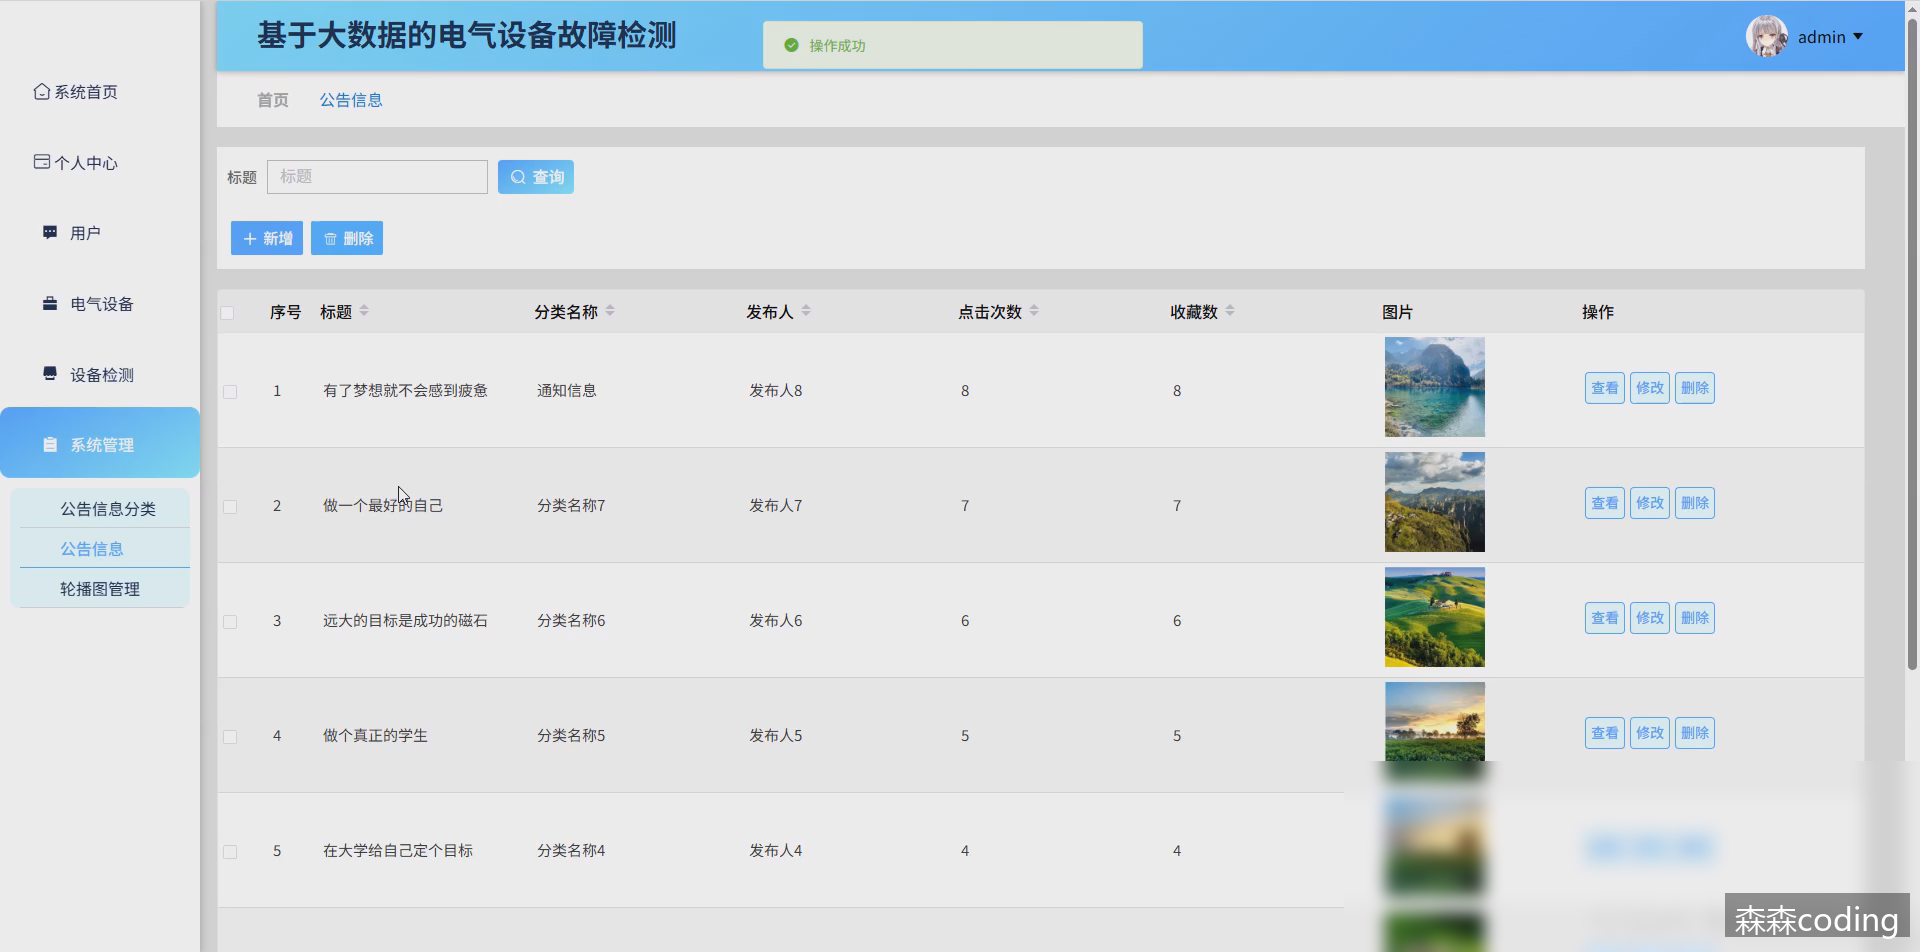 基于大数据的电气设备故障检测
操作成功
admin
系统首页
个人中心
用户
电气设备
设备检测
系统管理
公告信息分类
公告信息
轮播图管理
首页 公告信息
标题 标题 查询
新增 删除
序号 标题 分类名称 发布人 点击次数 收藏数 图片 操作
1 有了梦想就不会感到疲惫 通知信息 发布人8 8 8 查看 修改 删除
2 做一个最好的自己 分类名称7 发布人7 7 7 查看 修改 删除
3 远大的目标是成功的磁石 分类名称6 发布人6 6 6 查看 修改 删除
4 做个真正的学生 分类名称5 发布人5 5 5 查看 修改 删除
5 在大学给自己定个目标 分类名称4 发布人4 4 4
森森coding